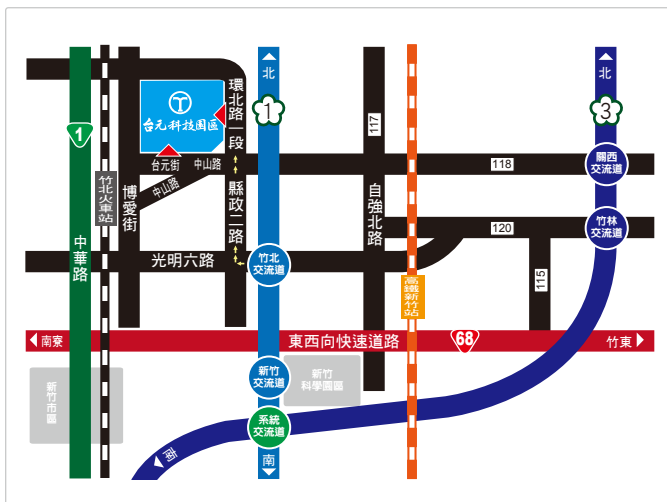 北
北
環北路一段
台元科技園區
1
1
3
117
台元街
中山路
118
關西
交流道
竹北火車站
中山路
博愛街
縣政二路
自強北路
120
竹林
交流道
中華路
光明六路
竹北
交流道
高鐵新竹站
115
南寮
東西向快速道路
68
竹東
新竹市區
新竹
交流道
新竹
科學園區
系統
交流道
南
南